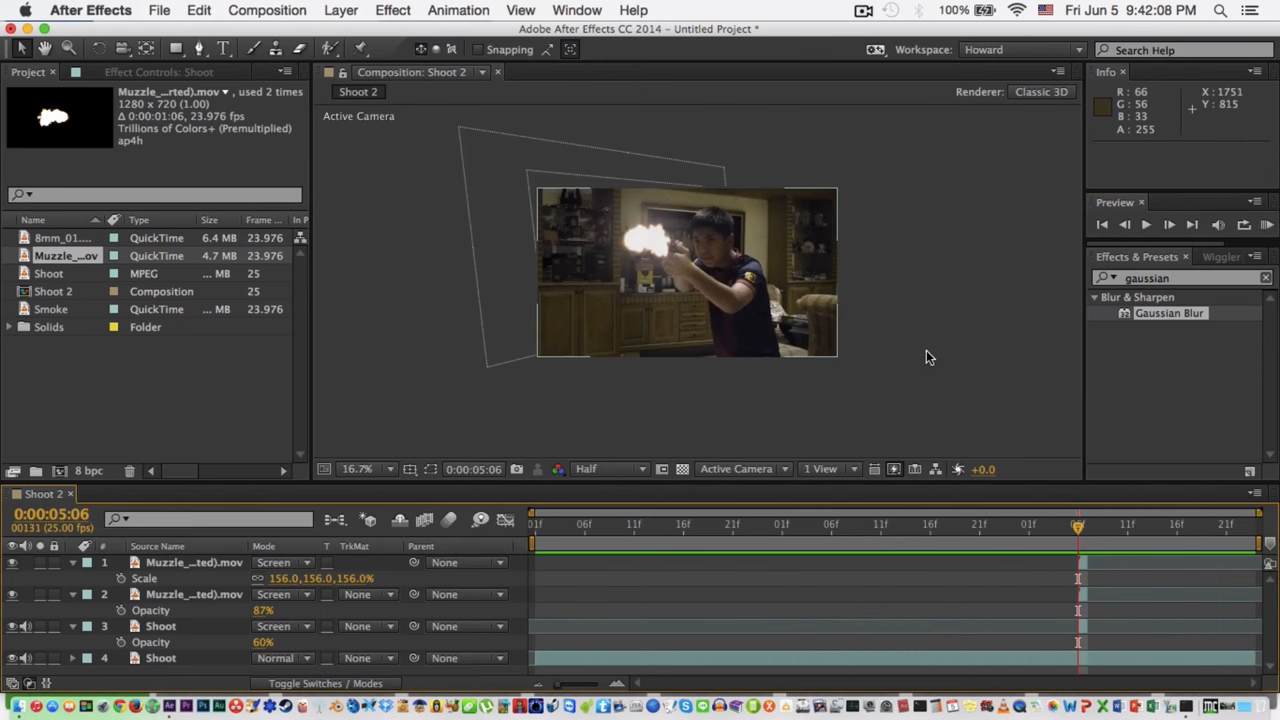 After Effects File Edit Composition Layer Effect Animation View Window Help 100% Fri Jun 5 9:42:08 PM
Adobe After Effects CC 2014 - Untitled Project *
Snapping Workspace: Howard Search Help
Project Effect Controls: Shoot Composition: Shoot 2 Info
Muzzle_...rted).mov , used 2 times
1280 x 720 (1.00)
Δ 0:00:01:06, 23.976 fps
Trillions of Colors+ (Premultiplied)
ap4h
Shoot 2 Renderer: Classic 3D
Active Camera
R : 66 X : 1751
G : 56 Y : 815
B : 33
A : 255
Preview
Effects & Presets Wiggler
gaussian
Blur & Sharpen
Gaussian Blur
Name Type Size Frame ... In P
8mm_01.... QuickTime 6.4 MB 23.976
Muzzle_...ov QuickTime 4.7 MB 23.976
Shoot MPEG ... MB 25
Shoot 2 Composition 25
Smoke QuickTime ... MB 23.976
Solids Folder
8 bpc 16.7% 0:00:05:06 Half Active Camera 1 View +0.0
Shoot 2
0:00:05:06
00131 (25.00 fps)
01f 06f 11f 16f 21f 01f 06f 11f 16f 21f 01f 11f 16f 21f
# Source Name Mode T TrkMat Parent
1 Muzzle_...ted).mov Screen None
Scale 156.0,156.0,156.0%
2 Muzzle_...ted).mov Screen None None
Opacity 87%
3 Shoot Screen None None
Opacity 60%
4 Shoot Normal None None
Toggle Switches / Modes